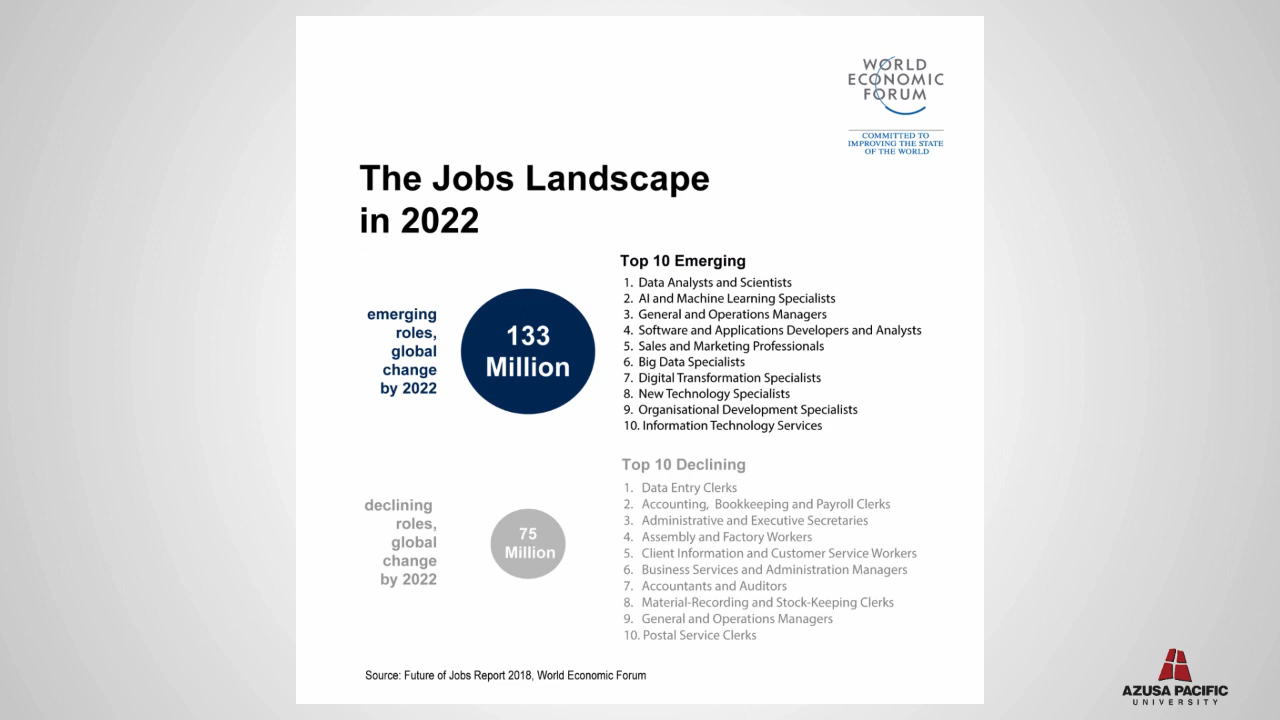 WORLD
ECONOMIC
FORUM
COMMITTED TO
IMPROVING THE STATE
OF THE WORLD
The Jobs Landscape
in 2022
emerging
roles,
global
change
by 2022
133
Million
Top 10 Emerging
1. Data Analysts and Scientists
2. AI and Machine Learning Specialists
3. General and Operations Managers
4. Software and Applications Developers and Analysts
5. Sales and Marketing Professionals
6. Big Data Specialists
7. Digital Transformation Specialists
8. New Technology Specialists
9. Organisational Development Specialists
10. Information Technology Services
declining
roles,
global
change
by 2022
75
Million
Top 10 Declining
1. Data Entry Clerks
2. Accounting, Bookkeeping and Payroll Clerks
3. Administrative and Executive Secretaries
4. Assembly and Factory Workers
5. Client Information and Customer Service Workers
6. Business Services and Administration Managers
7. Accountants and Auditors
8. Material-Recording and Stock-Keeping Clerks
9. General and Operations Managers
10. Postal Service Clerks
Source: Future of Jobs Report 2018, World Economic Forum
AZUSA PACIFIC
UNIVERSITY